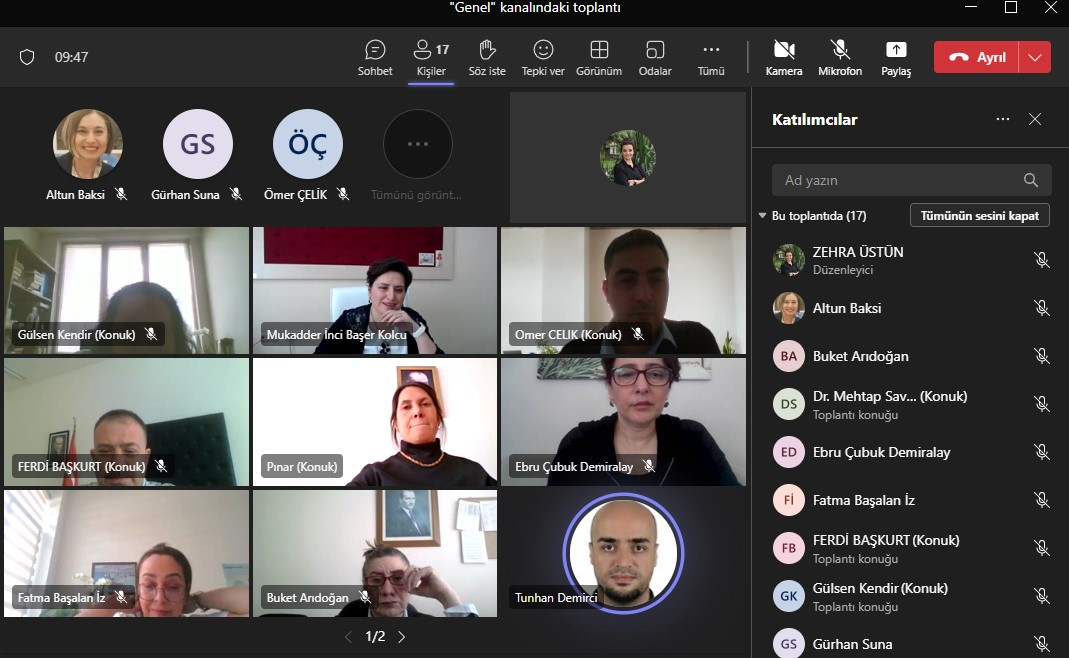 "Genel" kanalındaki toplantı
09:47
Sohbet
Kişiler 17
Söz iste
Tepki ver
Görünüm
Odalar
Tümü
Kamera
Mikrofon
Paylaş
Ayrıl
Altun Baksi
GS
Gürhan Suna
ÖÇ
Ömer ÇELİK
Tümünü görünt...
Gülsen Kendir (Konuk)
Mukadder İnci Başer Kolcu
Omer CELIK (Konuk)
FERDİ BAŞKURT (Konuk)
Pınar (Konuk)
Ebru Çubuk Demiralay
Fatma Başalan İz
Buket Arıdoğan
Tunhan Demirci
1/2
Katılımcılar
Ad yazın
Bu toplantıda (17)
Tümünün sesini kapat
ZEHRA ÜSTÜN
Düzenleyici
Altun Baksi
BA Buket Arıdoğan
DS Dr. Mehtap Sav... (Konuk)
Toplantı konuğu
ED Ebru Çubuk Demiralay
Fİ Fatma Başalan İz
FB FERDİ BAŞKURT (Konuk)
Toplantı konuğu
GK Gülsen Kendir (Konuk)
Toplantı konuğu
GS Gürhan Suna